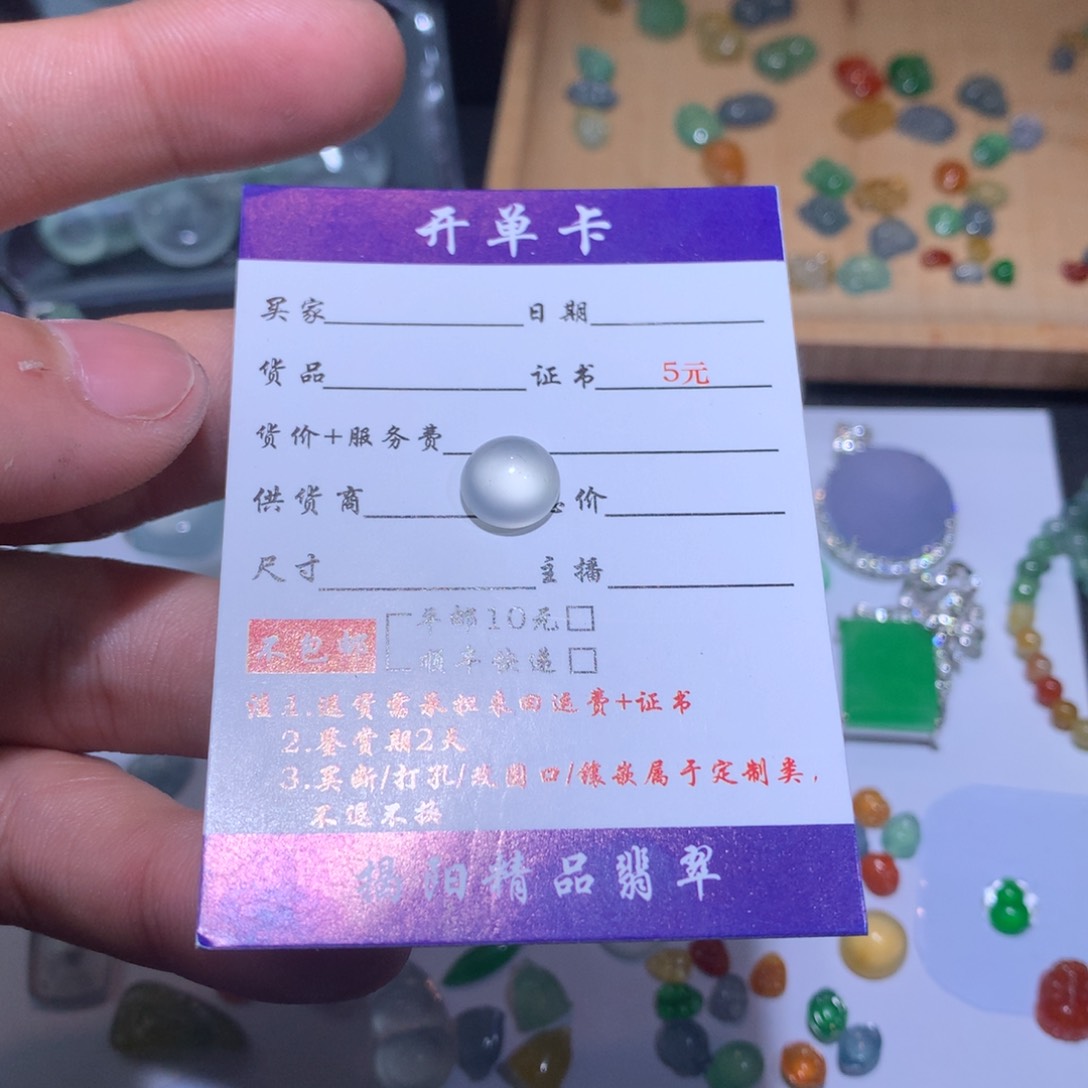 开单卡
买家 日期
货品 证书 5元
货价+服务费
供货商 价
尺寸 主播
不包邮 平邮10元□
顺丰快递□
注1.退货需承担来回运费+证书
2.鉴赏期2天
3.买断/打孔/改圈口/镶嵌属于定制类,
不退不换
揭阳精品翡翠